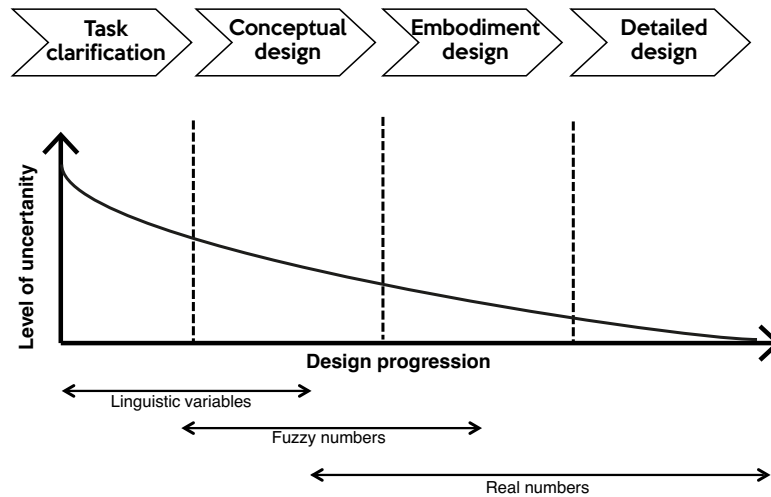 Task
clarification
Conceptual
design
Embodiment
design
Detailed
design
Level of uncertanity
Design progression
Linguistic variables
Fuzzy numbers
Real numbers